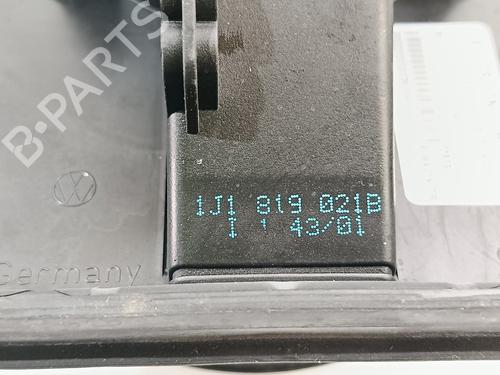 B-PARTS
1J1 819 021B
I ' 43/01
Germany